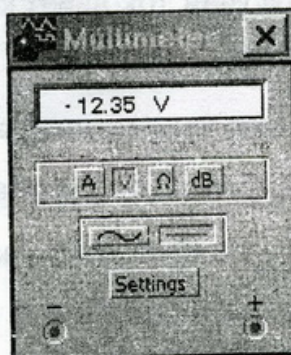 Multimeter
-12.35 V
A V Ω dB
Settings
- +